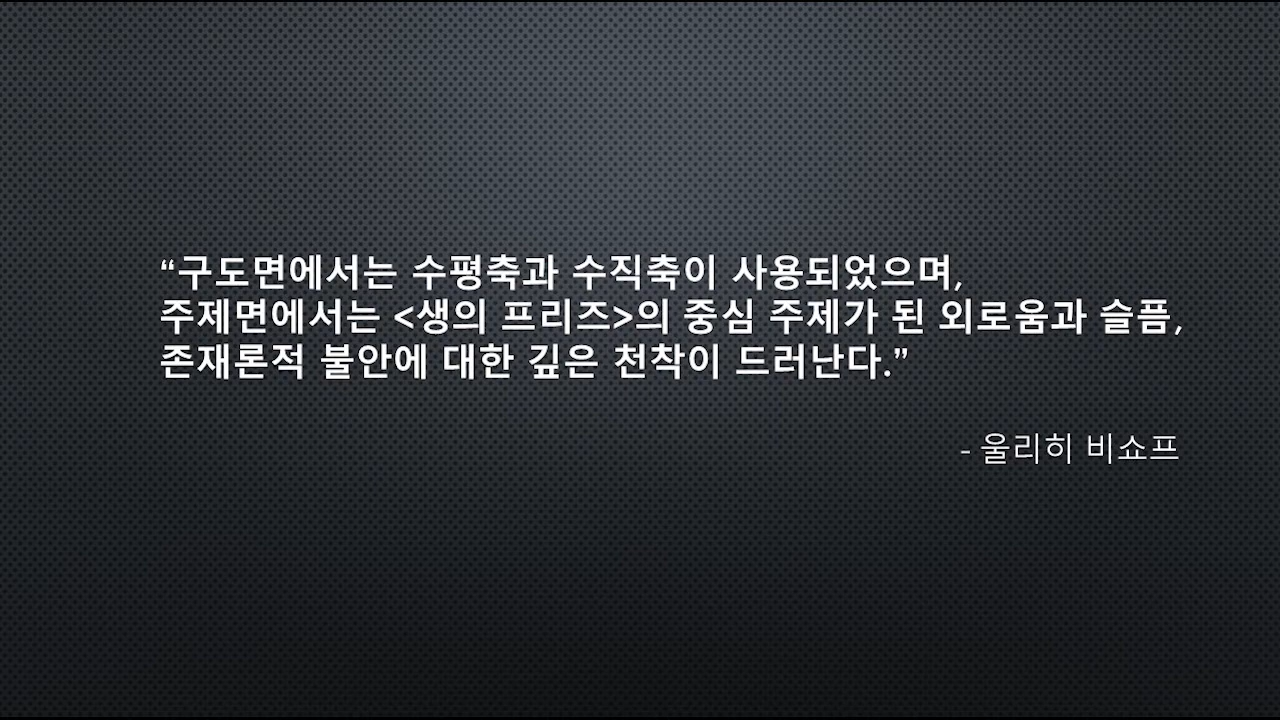 “구도면에서는 수평축과 수직축이 사용되었으며,
주제면에서는 <생의 프리즈>의 중심 주제가 된 외로움과 슬픔,
존재론적 불안에 대한 깊은 천착이 드러난다.”
- 울리히 비쇼프